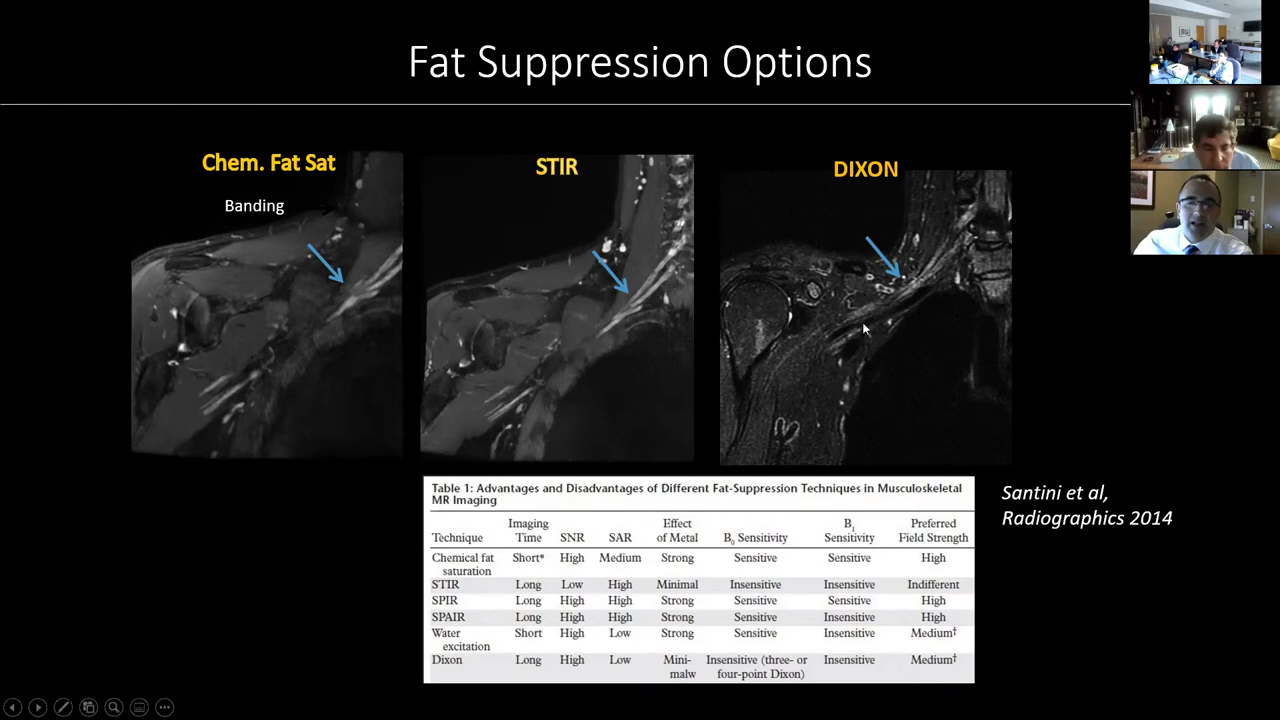 Fat Suppression Options
Chem. Fat Sat
STIR
DIXON
Banding
Table 1: Advantages and Disadvantages of Different Fat-Suppression Techniques in Musculoskeletal
MR Imaging
Technique Imaging Time SNR SAR Effect of Metal B0 Sensitivity B1 Sensitivity Preferred Field Strength
Chemical fat saturation Short* High Medium Strong Sensitive Sensitive High
STIR Long Low High Minimal Insensitive Insensitive Indifferent
SPIR Long High High Strong Sensitive Sensitive High
SPAIR Long High High Strong Sensitive Insensitive High
Water excitation Short High Low Strong Sensitive Insensitive Medium†
Dixon Long High Low Mini-malw Insensitive (three- or four-point Dixon) Insensitive Medium†
Santini et al,
Radiographics 2014